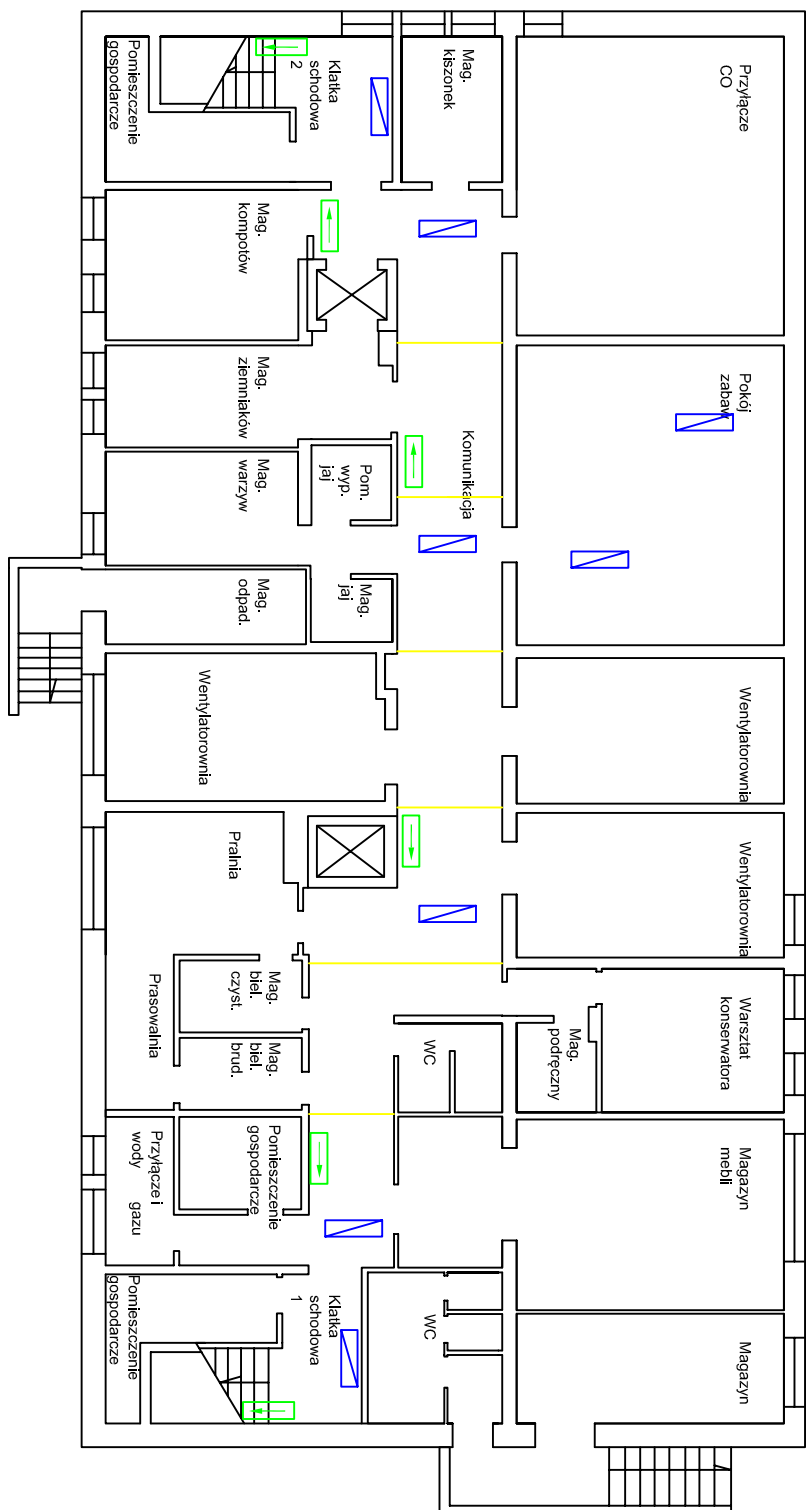 Pomieszczenie
gospodarcze
Klatka
schodowa
2
Mag.
kiszonek
Przyłącze
CO
Mag.
kompotów
Mag.
ziemniaków
Pokój
zabaw
Komunikacja
Mag.
warzyw
Pom.
wyp.
jaj
Mag.
odpad.
Mag.
jaj
Wentylatorownia
Wentylatorownia
Pralnia
Wentylatorownia
Prasowalnia
Mag.
biel.
czyst.
Mag.
biel.
brud.
WC
Mag.
podręczny
Warsztat
konserwatora
Przyłącze i
wody gazu
Pomieszczenie
gospodarcze
Magazyn
mebli
Pomieszczenie
gospodarcze
Klatka
schodowa
1
WC
Magazyn